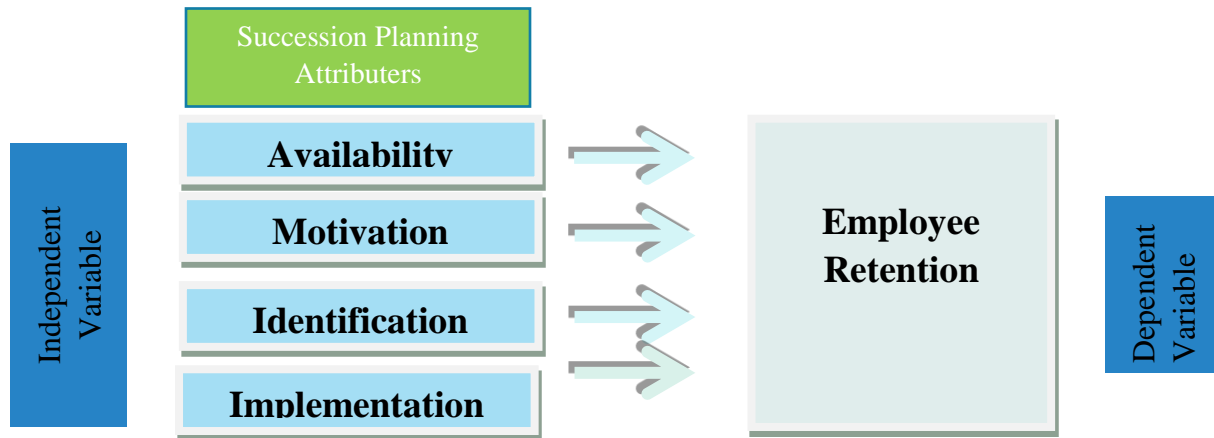 Succession Planning
Attributers
Independent
Variable
Availability
Motivation
Identification
Implementation
Employee
Retention
Dependent
Variable